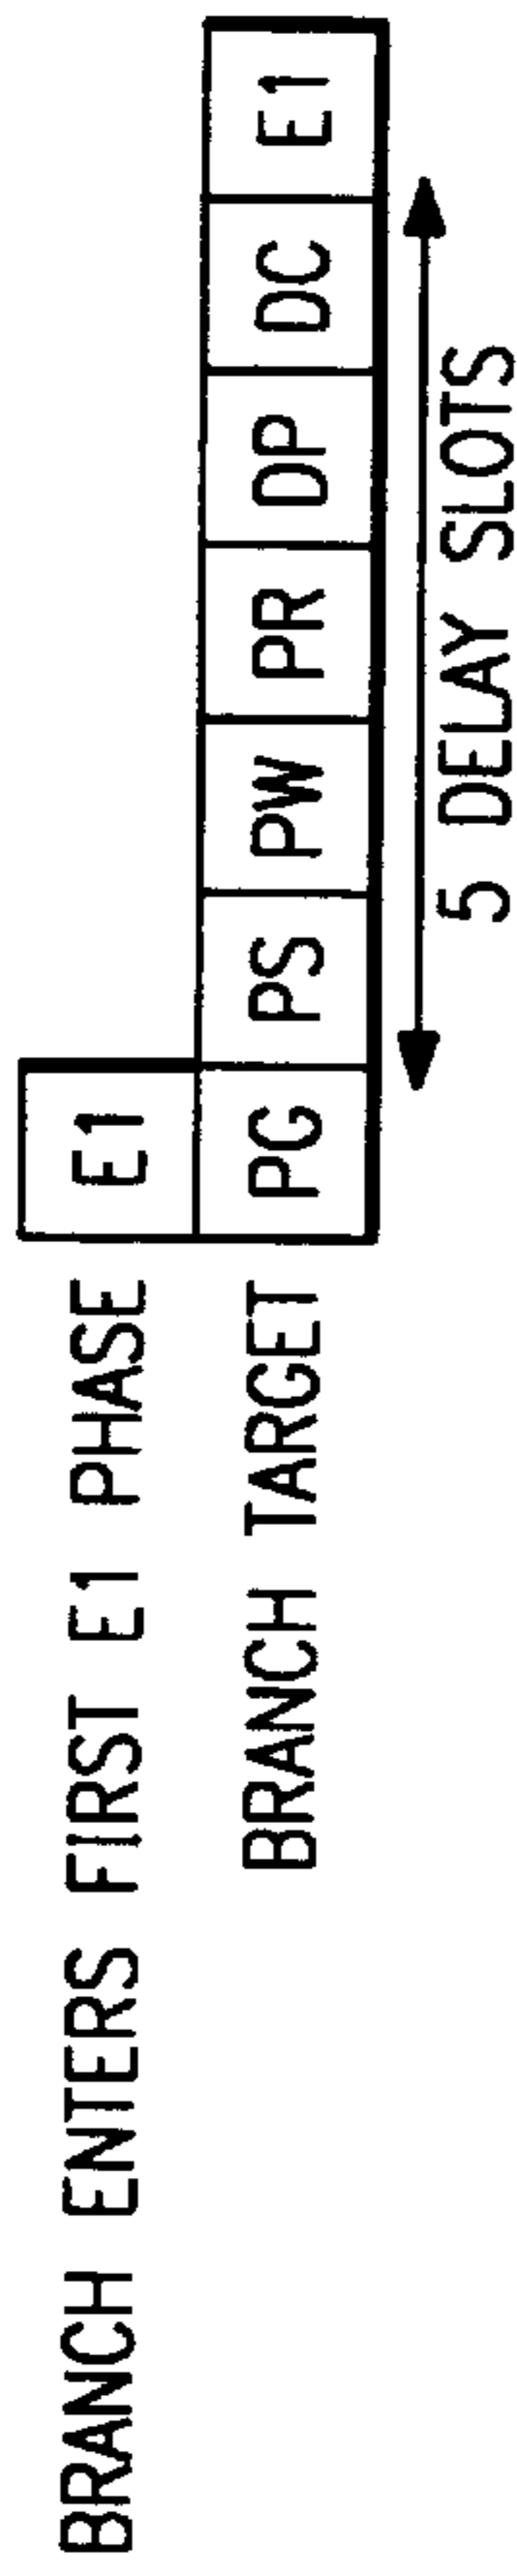 BRANCH ENTERS FIRST E1 PHASE E1
BRANCH TARGET PG PS PW PR DP DC E1
5 DELAY SLOTS